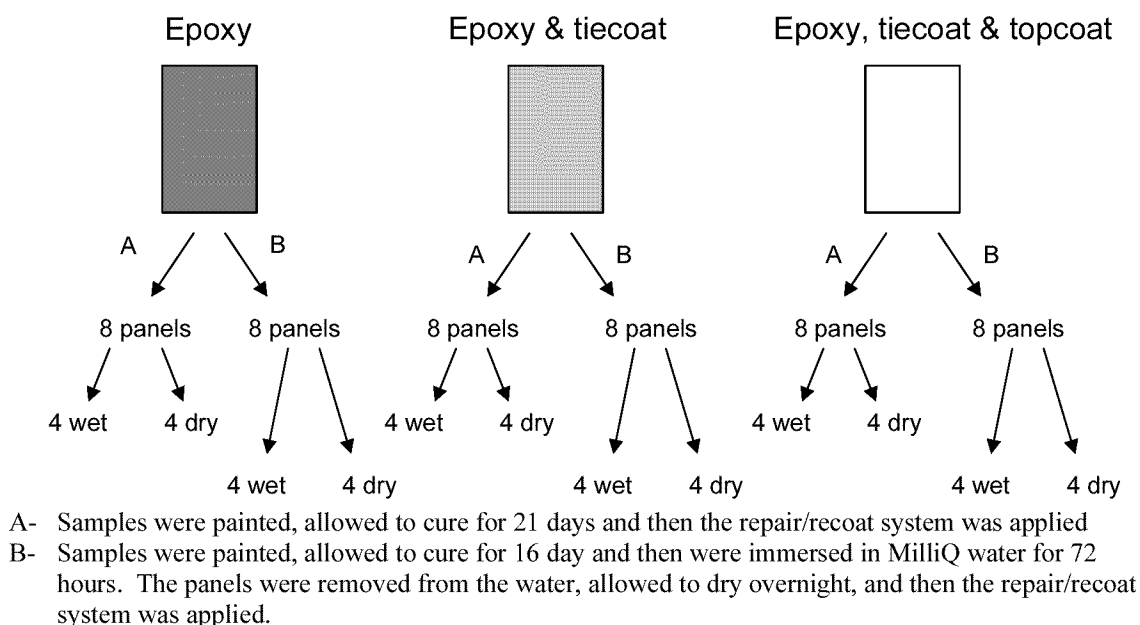 Epoxy Epoxy & tiecoat Epoxy, tiecoat & topcoat
A B A B A B
8 panels 8 panels 8 panels 8 panels 8 panels 8 panels
4 wet 4 dry 4 wet 4 dry 4 wet 4 dry
4 wet 4 dry 4 wet 4 dry 4 wet 4 dry
A- Samples were painted, allowed to cure for 21 days and then the repair/recoat system was applied
B- Samples were painted, allowed to cure for 16 day and then were immersed in MilliQ water for 72
hours. The panels were removed from the water, allowed to dry overnight, and then the repair/recoat
system was applied.